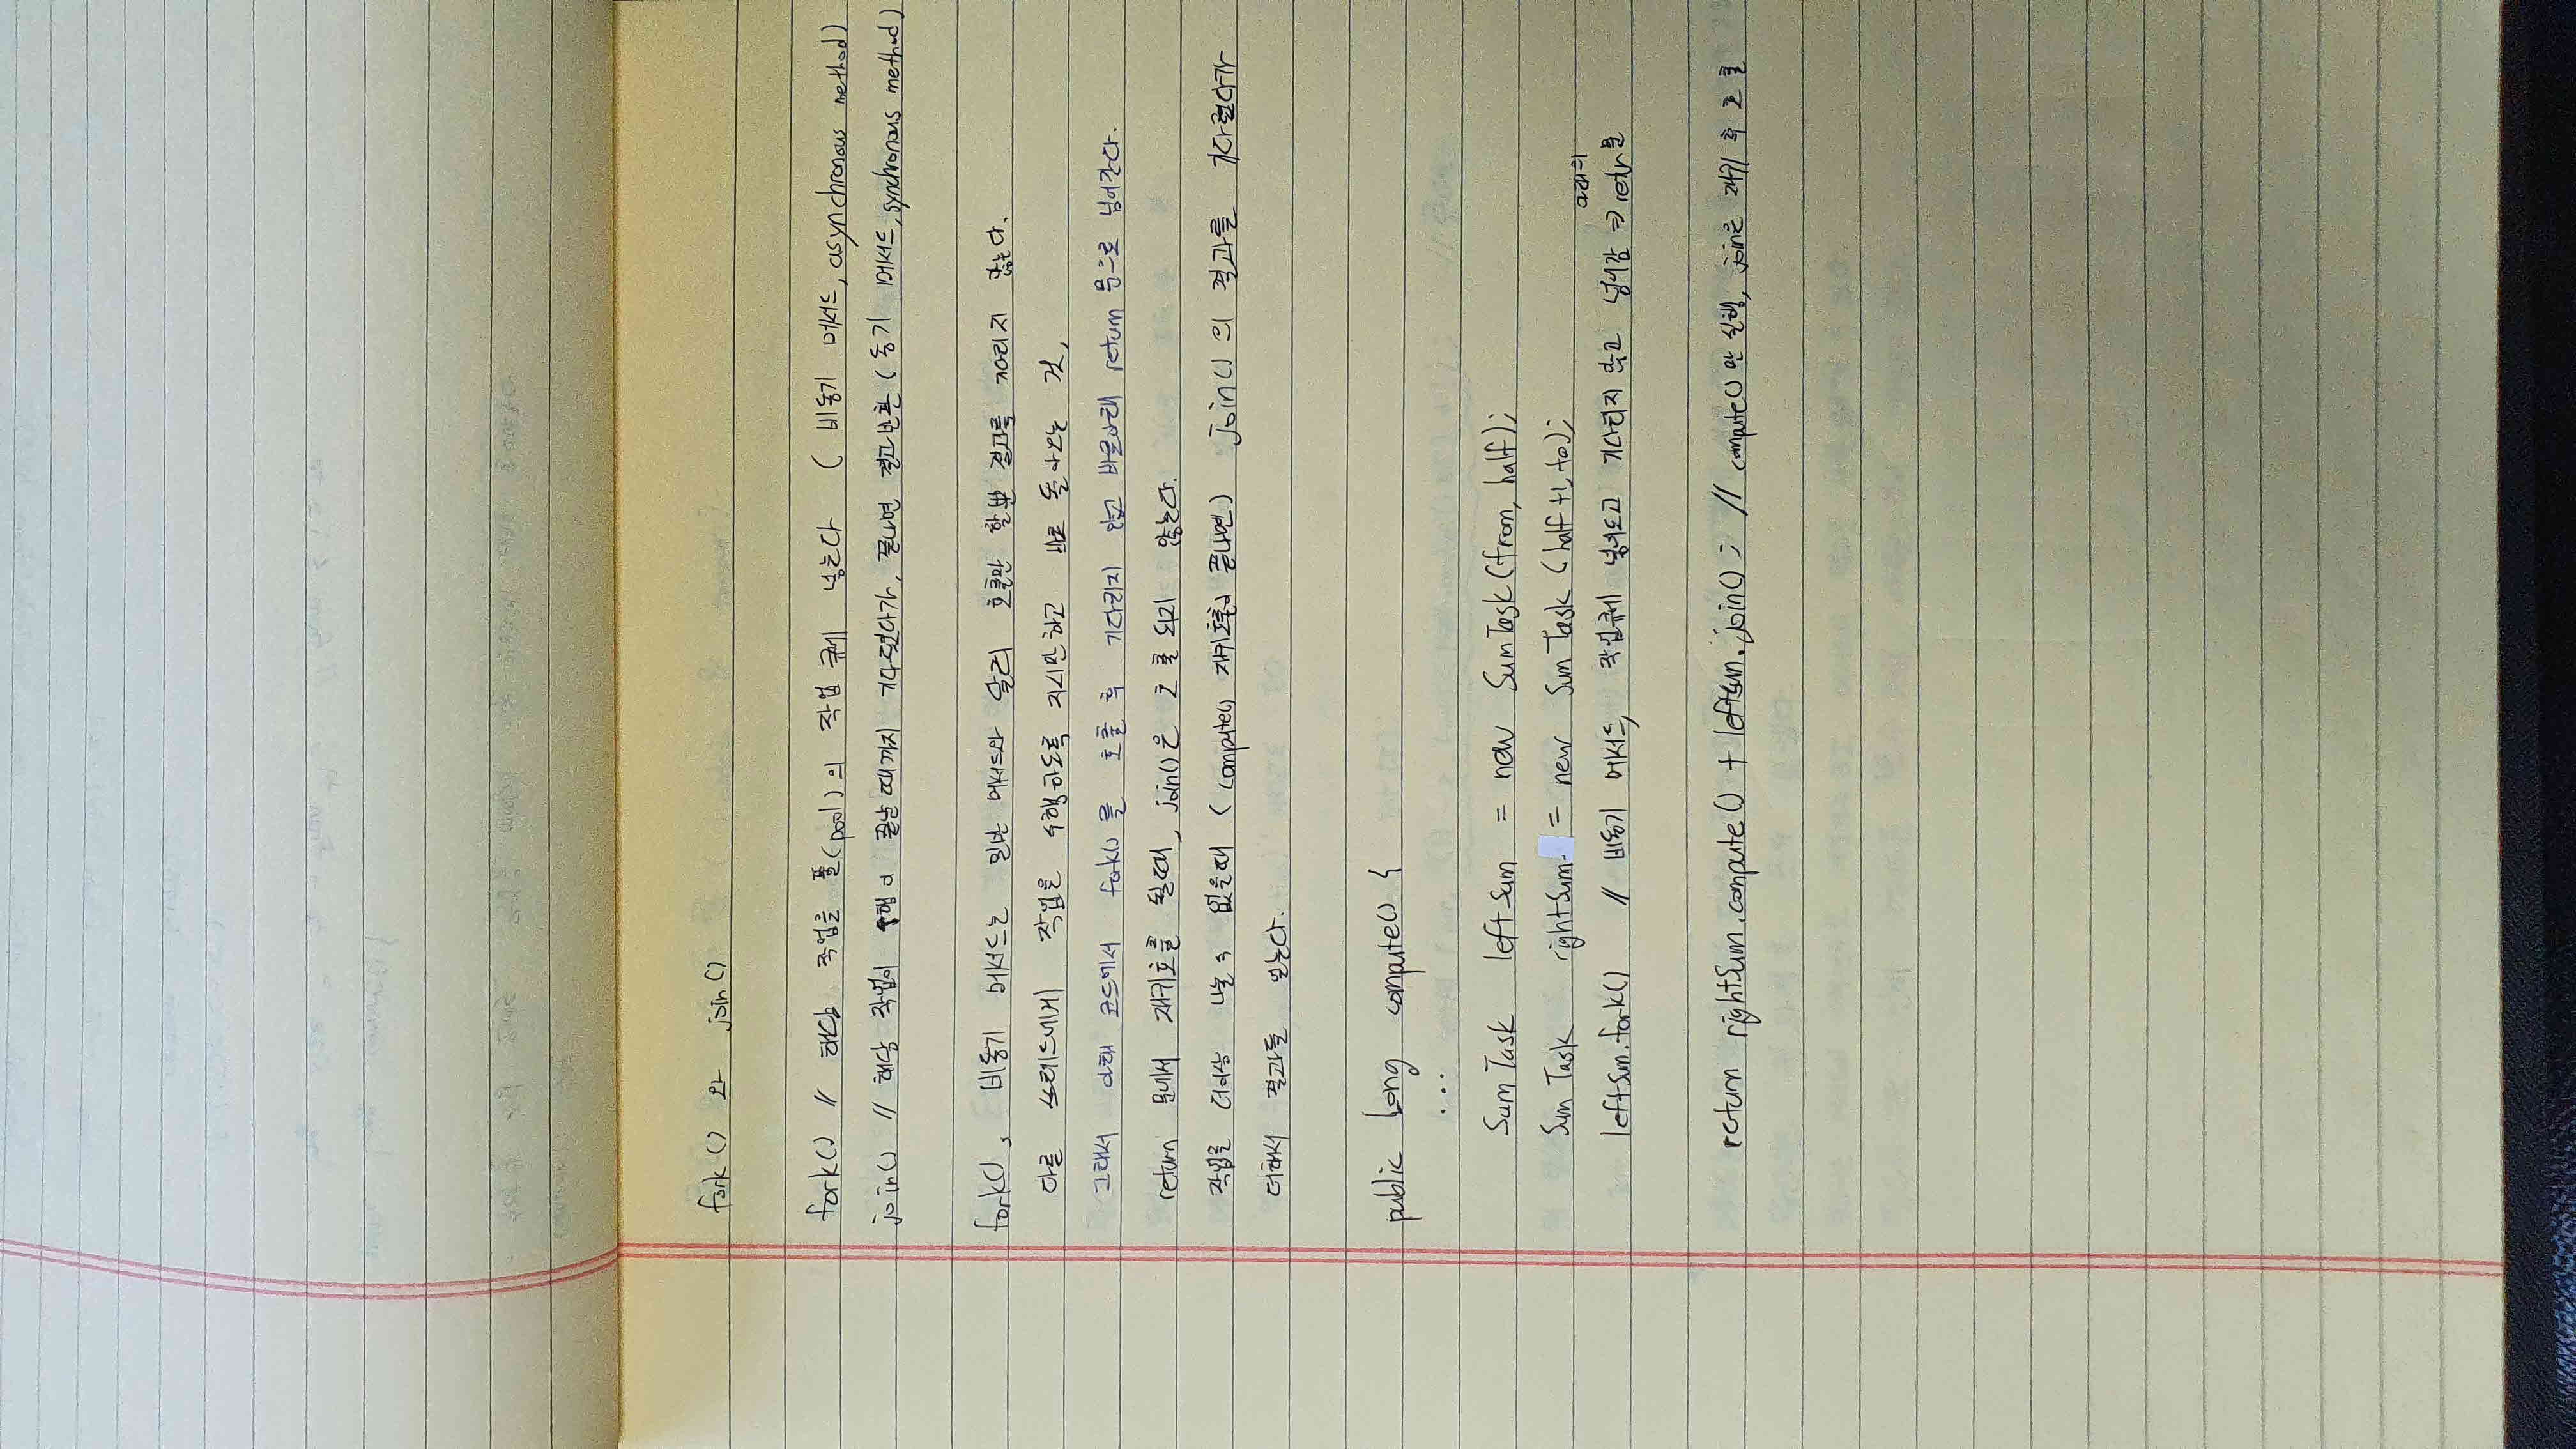 fork() 와 join()
fork() // 해당 작업을 풀(pool)의 작업 큐에 넣는다 ( 비동기 메서드, asynchronous method)
join() // 해당 작업이 수행이 끝날 때까지 기다렸다가, 끝나면 결과반환 (동기 메서드, synchronous method)
fork(), 비동기 메서드는 일반 메서드와 달리 호출만 할뿐 결과를 기다리지 않는다.
다른 쓰레드에게 작업을 수행하도록 지시만하고 바로 돌아오는 것,
그래서 아래 코드에서 fork()를 호출 후 기다리지 않고 바로아래 return 문으로 넘어간다.
return 문에서 재귀호출 될때, join()은 호출되지 않는다.
작업을 더이상 나눌 수 없을때 (compute() 재귀호출이 끝나면) join()의 결과를 기다렸다가
더해서 결과를 얻는다.
public Long compute() {
...
SumTask leftSum = new SumTask(from, half);
SumTask rightSum = new SumTask (half+1, to);
아래의
leftSum.fork() // 비동기 메서드, 작업큐에 넣어두고 기다리지 않고 넘어감 => retrn문
return rightSum.compute() + leftsum.join(); // compute()만 실행, join은 재귀 후 호출